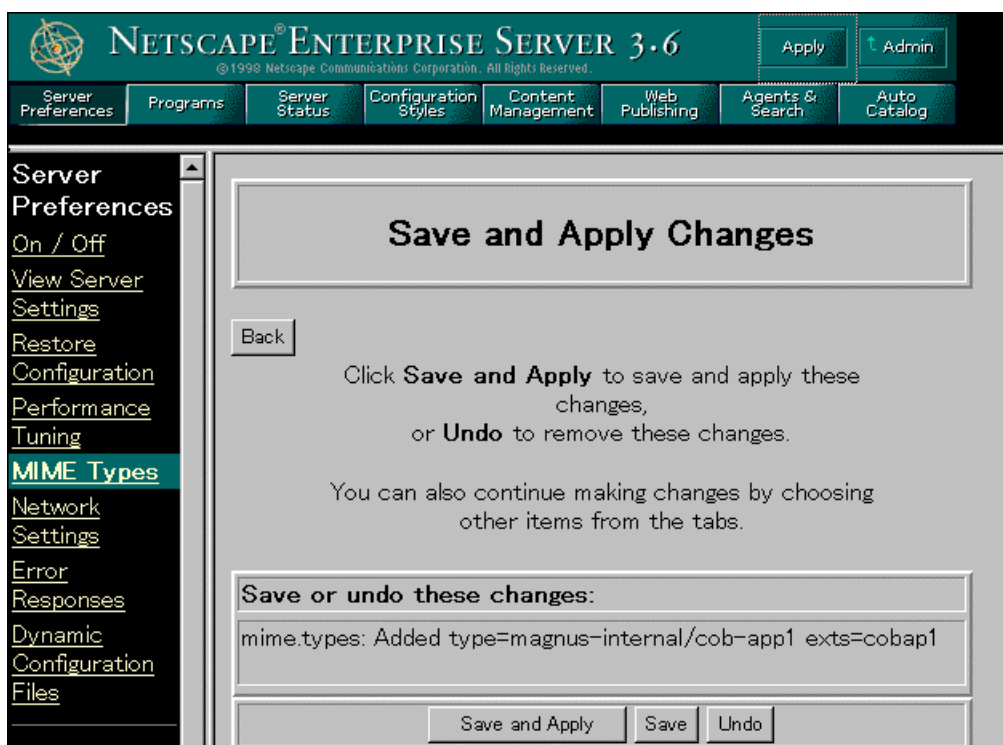 NETSCAPE® ENTERPRISE SERVER 3.6
©1998 Netscape Communications Corporation. All Rights Reserved.
Apply
Admin
Server
Preferences
Programs
Server
Status
Configuration
Styles
Content
Management
Web
Publishing
Agents &
Search
Auto
Catalog
Server
Preferences
On / Off
View Server
Settings
Restore
Configuration
Performance
Tuning
MIME Types
Network
Settings
Error
Responses
Dynamic
Configuration
Files
Save and Apply Changes
Back
Click Save and Apply to save and apply these
changes,
or Undo to remove these changes.
You can also continue making changes by choosing
other items from the tabs.
Save or undo these changes:
mime.types: Added type=magnus-internal/cob-app1 exts=cobap1
Save and Apply
Save
Undo